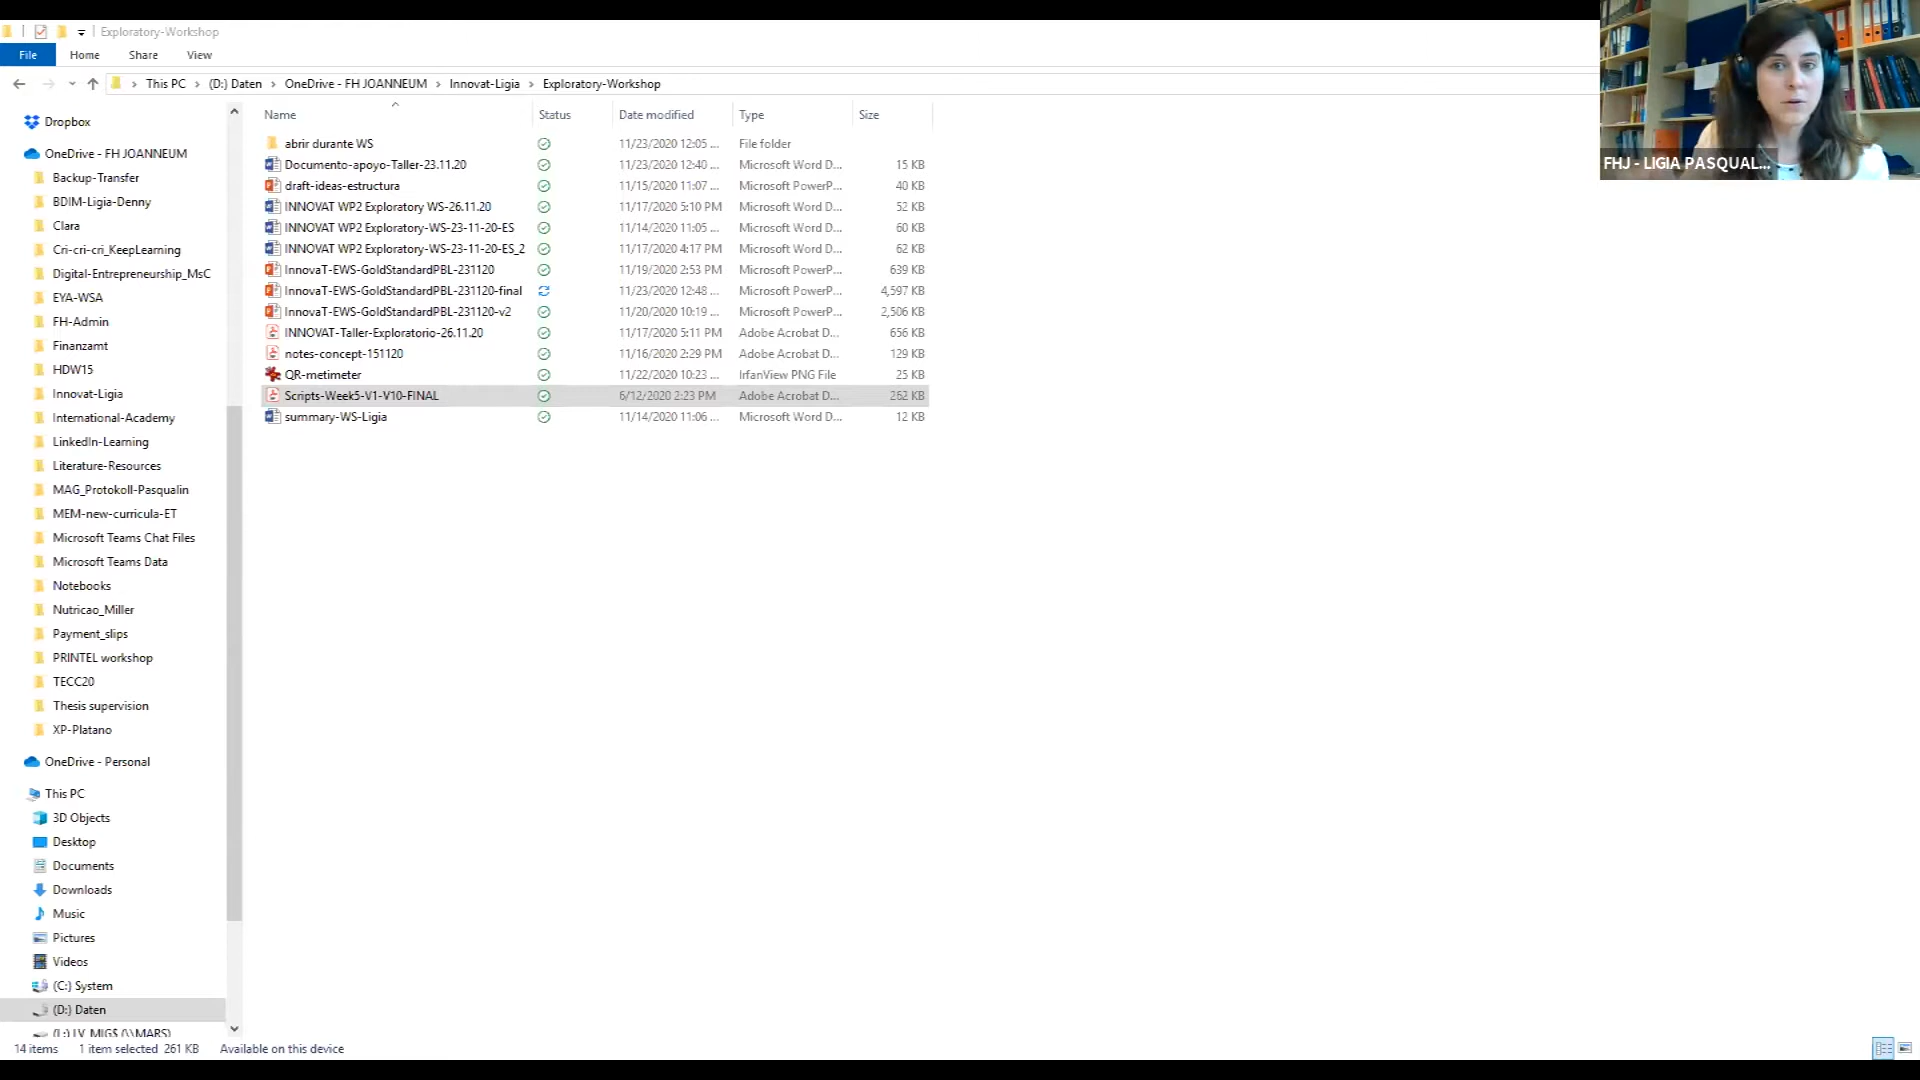 Exploratory-Workshop
File Home Share View
This PC (D:) Daten OneDrive - FH JOANNEUM Innovat-Ligia Exploratory-Workshop
FHJ - LIGIA PASQUAL...
Dropbox
OneDrive - FH JOANNEUM
Backup-Transfer
BDIM-Ligia-Denny
Clara
Cri-cri-cri_KeepLearning
Digital-Entrepreneurship_MsC
EYA-WSA
FH-Admin
Finanzamt
HDW15
Innovat-Ligia
International-Academy
LinkedIn-Learning
Literature-Resources
MAG_Protokoll-Pasqualin
MEM-new-curricula-ET
Microsoft Teams Chat Files
Microsoft Teams Data
Notebooks
Nutricao_Miller
Payment_slips
PRINTEL workshop
TECC20
Thesis supervision
XP-Platano
OneDrive - Personal
This PC
3D Objects
Desktop
Documents
Downloads
Music
Pictures
Videos
(C:) System
(D:) Daten
(L:) LV_MIG$ (\\MARS)
Name Status Date modified Type Size
abrir durante WS 11/23/2020 12:05 ... File folder
Documento-apoyo-Taller-23.11.20 11/23/2020 12:40 ... Microsoft Word D... 15 KB
draft-ideas-estructura 11/15/2020 11:07 ... Microsoft PowerP... 40 KB
INNOVAT WP2 Exploratory WS-26.11.20 11/17/2020 5:10 PM Microsoft Word D... 52 KB
INNOVAT WP2 Exploratory-WS-23-11-20-ES 11/14/2020 11:05 ... Microsoft Word D... 60 KB
INNOVAT WP2 Exploratory-WS-23-11-20-ES_2 11/17/2020 4:17 PM Microsoft Word D... 62 KB
InnovaT-EWS-GoldStandardPBL-231120 11/19/2020 2:53 PM Microsoft PowerP... 639 KB
InnovaT-EWS-GoldStandardPBL-231120-final 11/23/2020 12:48 ... Microsoft PowerP... 4,597 KB
InnovaT-EWS-GoldStandardPBL-231120-v2 11/20/2020 10:19 ... Microsoft PowerP... 2,506 KB
INNOVAT-Taller-Exploratorio-26.11.20 11/17/2020 5:11 PM Adobe Acrobat D... 656 KB
notes-concept-151120 11/16/2020 2:29 PM Adobe Acrobat D... 129 KB
QR-metimeter 11/22/2020 10:23 ... IrfanView PNG File 25 KB
Scripts-Week5-V1-V10-FINAL 6/12/2020 2:23 PM Adobe Acrobat D... 262 KB
summary-WS-Ligia 11/14/2020 11:06 ... Microsoft Word D... 12 KB
14 items 1 item selected 261 KB Available on this device